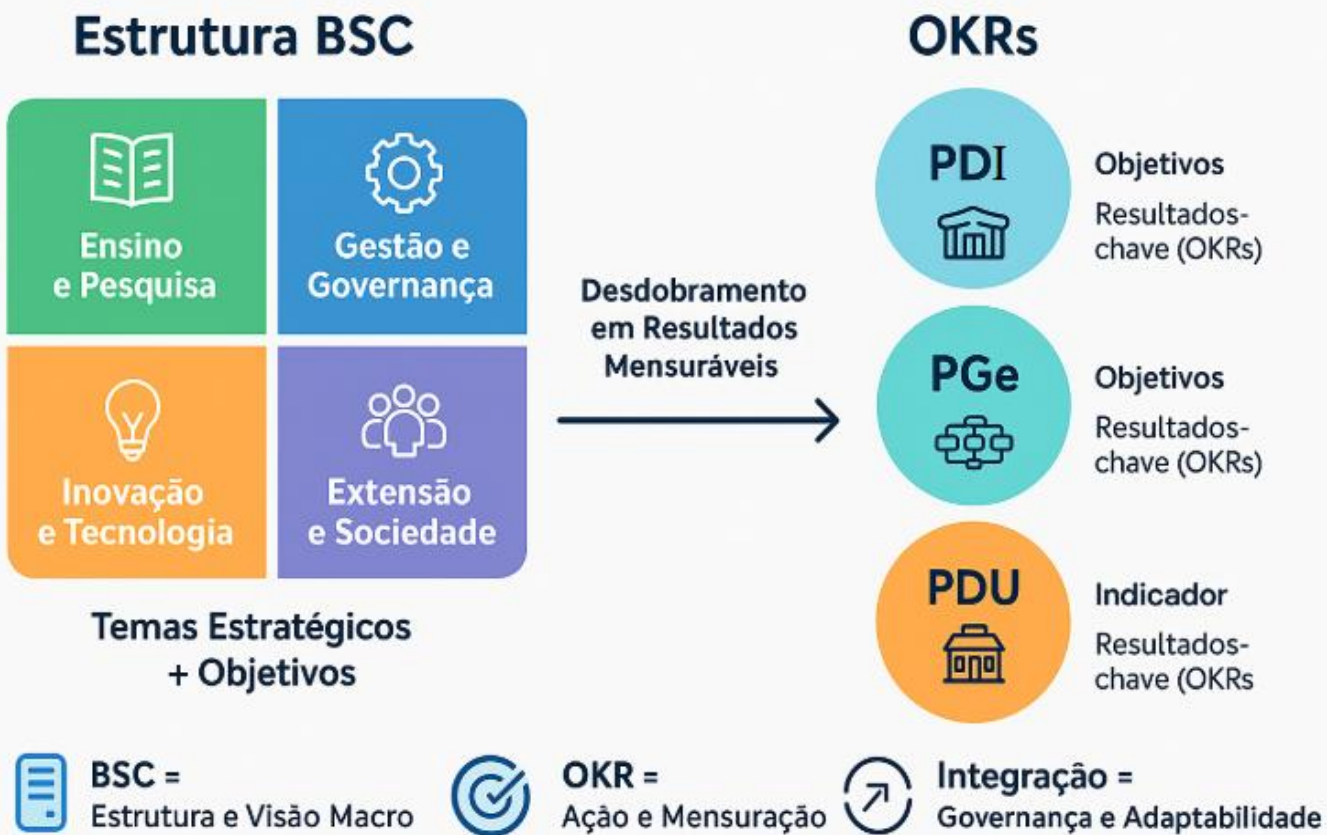 Estrutura BSC
Ensino
e Pesquisa
Gestão e
Governança
Inovação
e Tecnologia
Extensão
e Sociedade
Temas Estratégicos
+ Objetivos
Desdobramento
em Resultados
Mensuráveis
OKRs
PDI
Objetivos
Resultados-
chave (OKRs)
PGe
Objetivos
Resultados-
chave (OKRs)
PDU
Indicador
Resultados-
chave (OKRs
BSC =
Estrutura e Visão Macro
OKR =
Ação e Mensuração
Integração =
Governança e Adaptabilidade